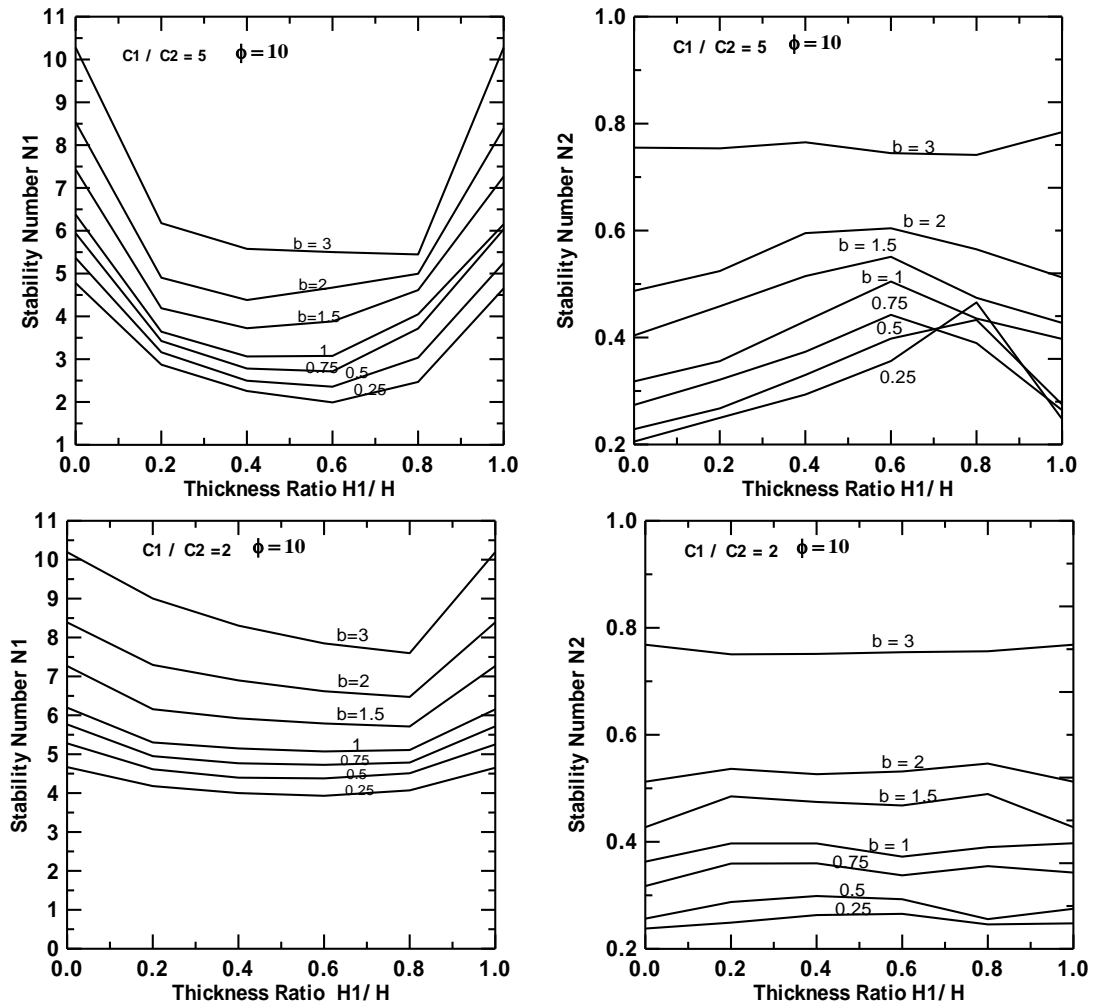 C1 / C2 = 5 ϕ = 10
Stability Number N1
11
10
9
8
7
6
5
4
3
2
1
b = 3
b=2
b=1.5
1
0.75
0.5
0.25
0.0 0.2 0.4 0.6 0.8 1.0
Thickness Ratio H1/ H
C1 / C2 = 5 ϕ = 10
Stability Number N2
1.0
0.8
0.6
0.4
0.2
b = 3
b = 2
b = 1.5
b = 1
0.75
0.5
0.25
0.0 0.2 0.4 0.6 0.8 1.0
Thickness Ratio H1/ H
C1 / C2 =2 ϕ = 10
Stability Number N1
11
10
9
8
7
6
5
4
3
2
1
0
b=3
b=2
b=1.5
1
0.75
0.5
0.25
0.0 0.2 0.4 0.6 0.8 1.0
Thickness Ratio H1/ H
C1 / C2 = 2 ϕ = 10
Stability Number N2
1.0
0.8
0.6
0.4
0.2
b = 3
b = 2
b = 1.5
b = 1
0.75
0.5
0.25
0.0 0.2 0.4 0.6 0.8 1.0
Thickness Ratio H1/ H